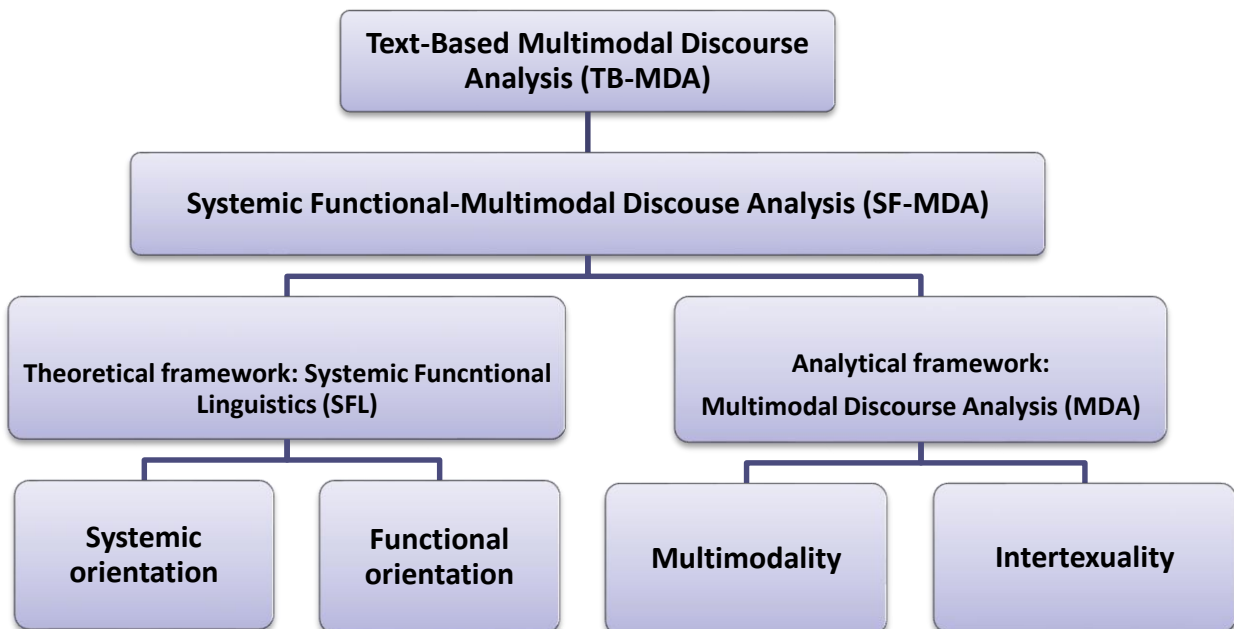 Text-Based Multimodal Discourse
Analysis (TB-MDA)
Systemic Functional-Multimodal Discouse Analysis (SF-MDA)
Theoretical framework: Systemic Funcntional
Linguistics (SFL)
Analytical framework:
Multimodal Discourse Analysis (MDA)
Systemic
orientation
Functional
orientation
Multimodality
Intertexuality